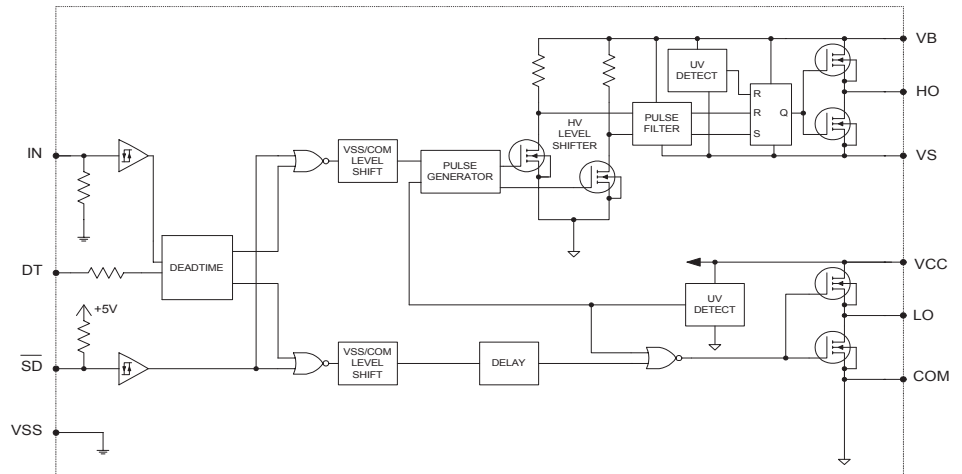 VB
UV
DETECT
R
HO
R
Q
PULSE
FILTER
S
HV
LEVEL
SHIFTER
IN
VSS/COM
LEVEL
SHIFT
PULSE
GENERATOR
VS
DEADTIME
DT
VCC
+5V
UV
DETECT
LO
SD
VSS/COM
LEVEL
SHIFT
DELAY
COM
VSS